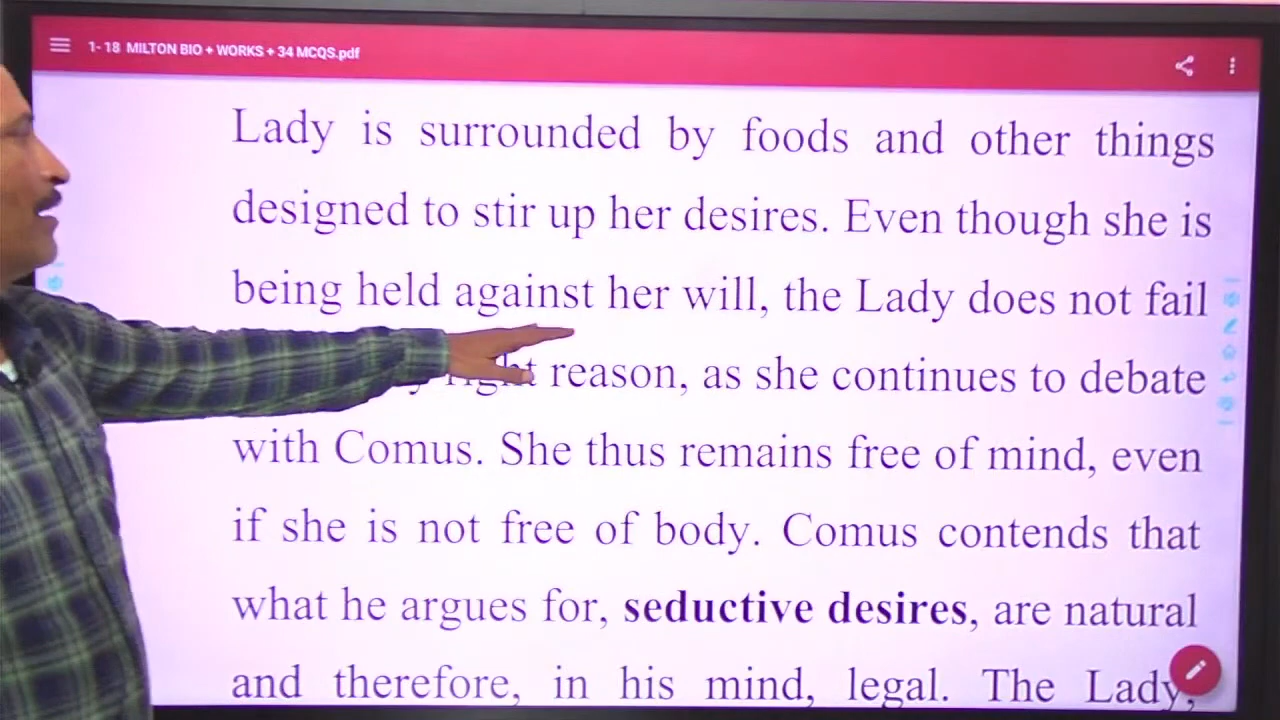 1- 18 MILTON BIO + WORKS + 34 MCQS.pdf
Lady is surrounded by foods and other things
designed to stir up her desires. Even though she is
being held against her will, the Lady does not fail
right reason, as she continues to debate
with Comus. She thus remains free of mind, even
if she is not free of body. Comus contends that
what he argues for, seductive desires, are natural
and therefore, in his mind, legal. The Lady,